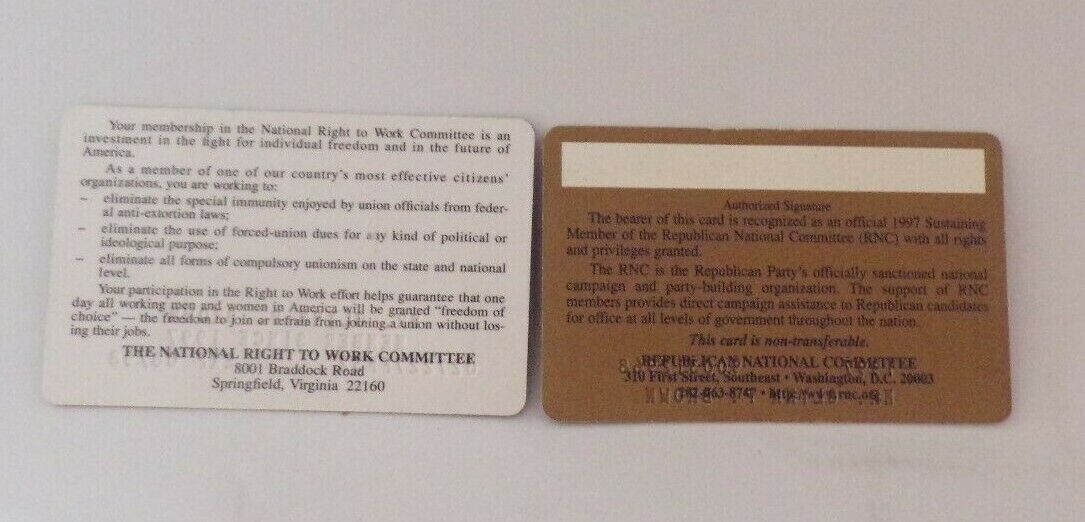 Your membership in the National Right to Work Committee is an
investment in the fight for individual freedom and in the future of
America.
As a member of one of our country's most effective citizens'
organizations, you are working to:
– eliminate the special immunity enjoyed by union officials from feder-
al anti-extortion laws;
– eliminate the use of forced-union dues for any kind of political or
ideological purpose;
– eliminate all forms of compulsory unionism on the state and national
level.
Your participation in the Right to Work effort helps guarantee that one
day all working men and women in America will be granted "freedom of
choice" — the freedom to join or refrain from joining a union without los-
ing their jobs.
THE NATIONAL RIGHT TO WORK COMMITTEE
8001 Braddock Road
Springfield, Virginia 22160
Authorized Signature
The bearer of this card is recognized as an official 1997 Sustaining
Member of the Republican National Committee (RNC) with all rights
and privileges granted.
The RNC is the Republican Party's officially sanctioned national
campaign and party-building organization. The support of RNC
members provides direct campaign assistance to Republican candidates
for office at all levels of government throughout the nation.
This card is non-transferable.
REPUBLICAN NATIONAL COMMITTEE
310 First Street, Southeast • Washington, D.C. 20003
202-863-8747 • http://www.rnc.org